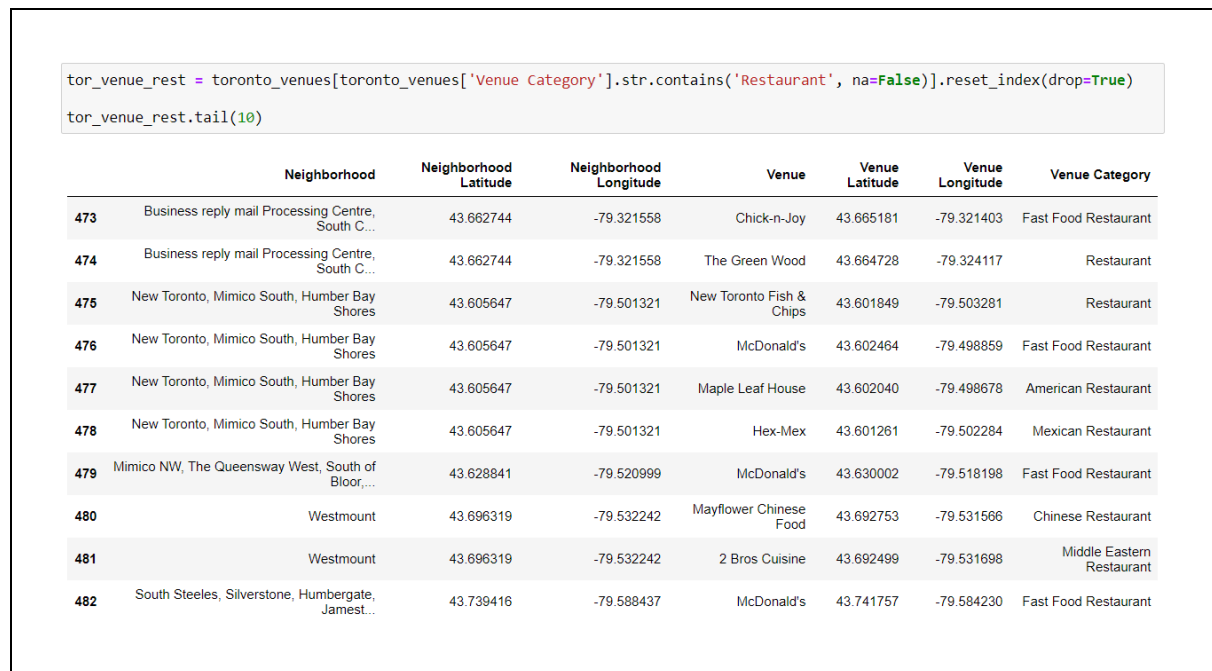 tor_venue_rest = toronto_venues[toronto_venues['Venue Category'].str.contains('Restaurant', na=False)].reset_index(drop=True)
tor_venue_rest.tail(10)
Neighborhood Neighborhood Latitude Neighborhood Longitude Venue Venue Latitude Venue Longitude Venue Category
473 Business reply mail Processing Centre, South C... 43.662744 -79.321558 Chick-n-Joy 43.665181 -79.321403 Fast Food Restaurant
474 Business reply mail Processing Centre, South C... 43.662744 -79.321558 The Green Wood 43.664728 -79.324117 Restaurant
475 New Toronto, Mimico South, Humber Bay Shores 43.605647 -79.501321 New Toronto Fish & Chips 43.601849 -79.503281 Restaurant
476 New Toronto, Mimico South, Humber Bay Shores 43.605647 -79.501321 McDonald's 43.602464 -79.498859 Fast Food Restaurant
477 New Toronto, Mimico South, Humber Bay Shores 43.605647 -79.501321 Maple Leaf House 43.602040 -79.498678 American Restaurant
478 New Toronto, Mimico South, Humber Bay Shores 43.605647 -79.501321 Hex-Mex 43.601261 -79.502284 Mexican Restaurant
479 Mimico NW, The Queensway West, South of Bloor,... 43.628841 -79.520999 McDonald's 43.630002 -79.518198 Fast Food Restaurant
480 Westmount 43.696319 -79.532242 Mayflower Chinese Food 43.692753 -79.531566 Chinese Restaurant
481 Westmount 43.696319 -79.532242 2 Bros Cuisine 43.692499 -79.531698 Middle Eastern Restaurant
482 South Steeles, Silverstone, Humbergate, Jamest... 43.739416 -79.588437 McDonald's 43.741757 -79.584230 Fast Food Restaurant